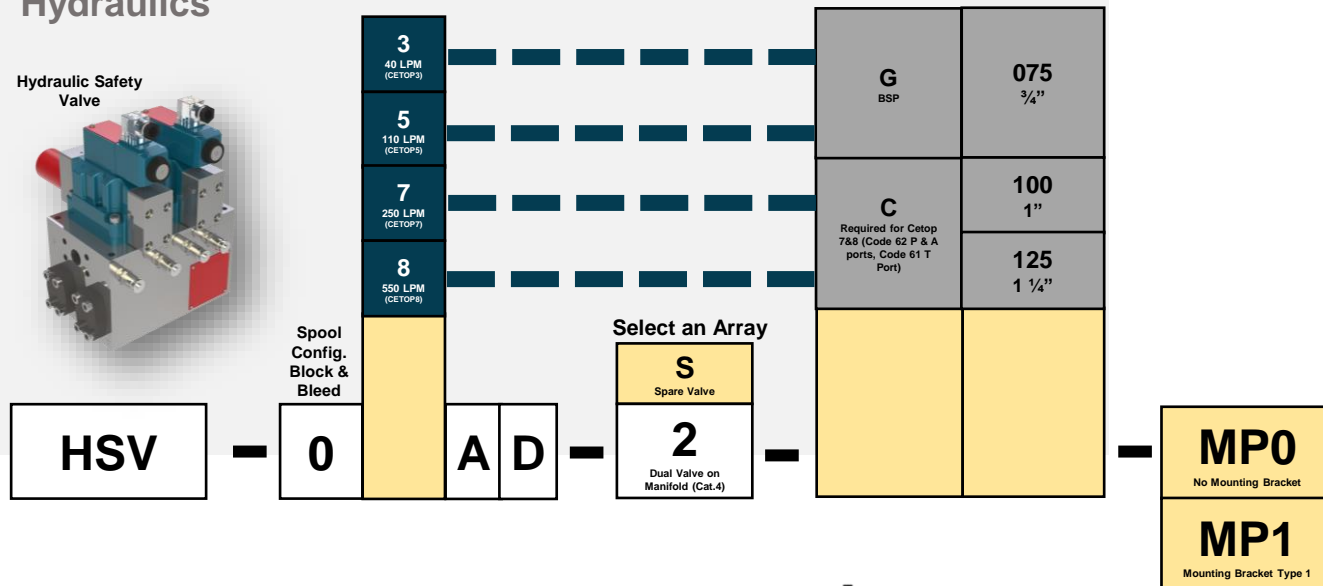 Hydraulics
Hydraulic Safety
Valve
3
40 LPM
(CETOP3)
5
110 LPM
(CETOP5)
7
250 LPM
(CETOP7)
8
550 LPM
(CETOP8)
G
BSP
075
¾”
C
Required for Cetop
7&8 (Code 62 P & A
ports, Code 61 T
Port)
100
1”
125
1 ¼”
Spool
Config.
Block &
Bleed
Select an Array
S
Spare Valve
HSV
0
A
D
2
Dual Valve on
Manifold (Cat.4)
MP0
No Mounting Bracket
MP1
Mounting Bracket Type 1